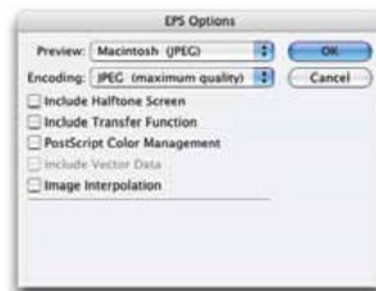 EPS Options
Preview: Macintosh (JPEG) OK
Encoding: JPEG (maximum quality) Cancel
Include Halftone Screen
Include Transfer Function
PostScript Color Management
Include Vector Data
Image Interpolation